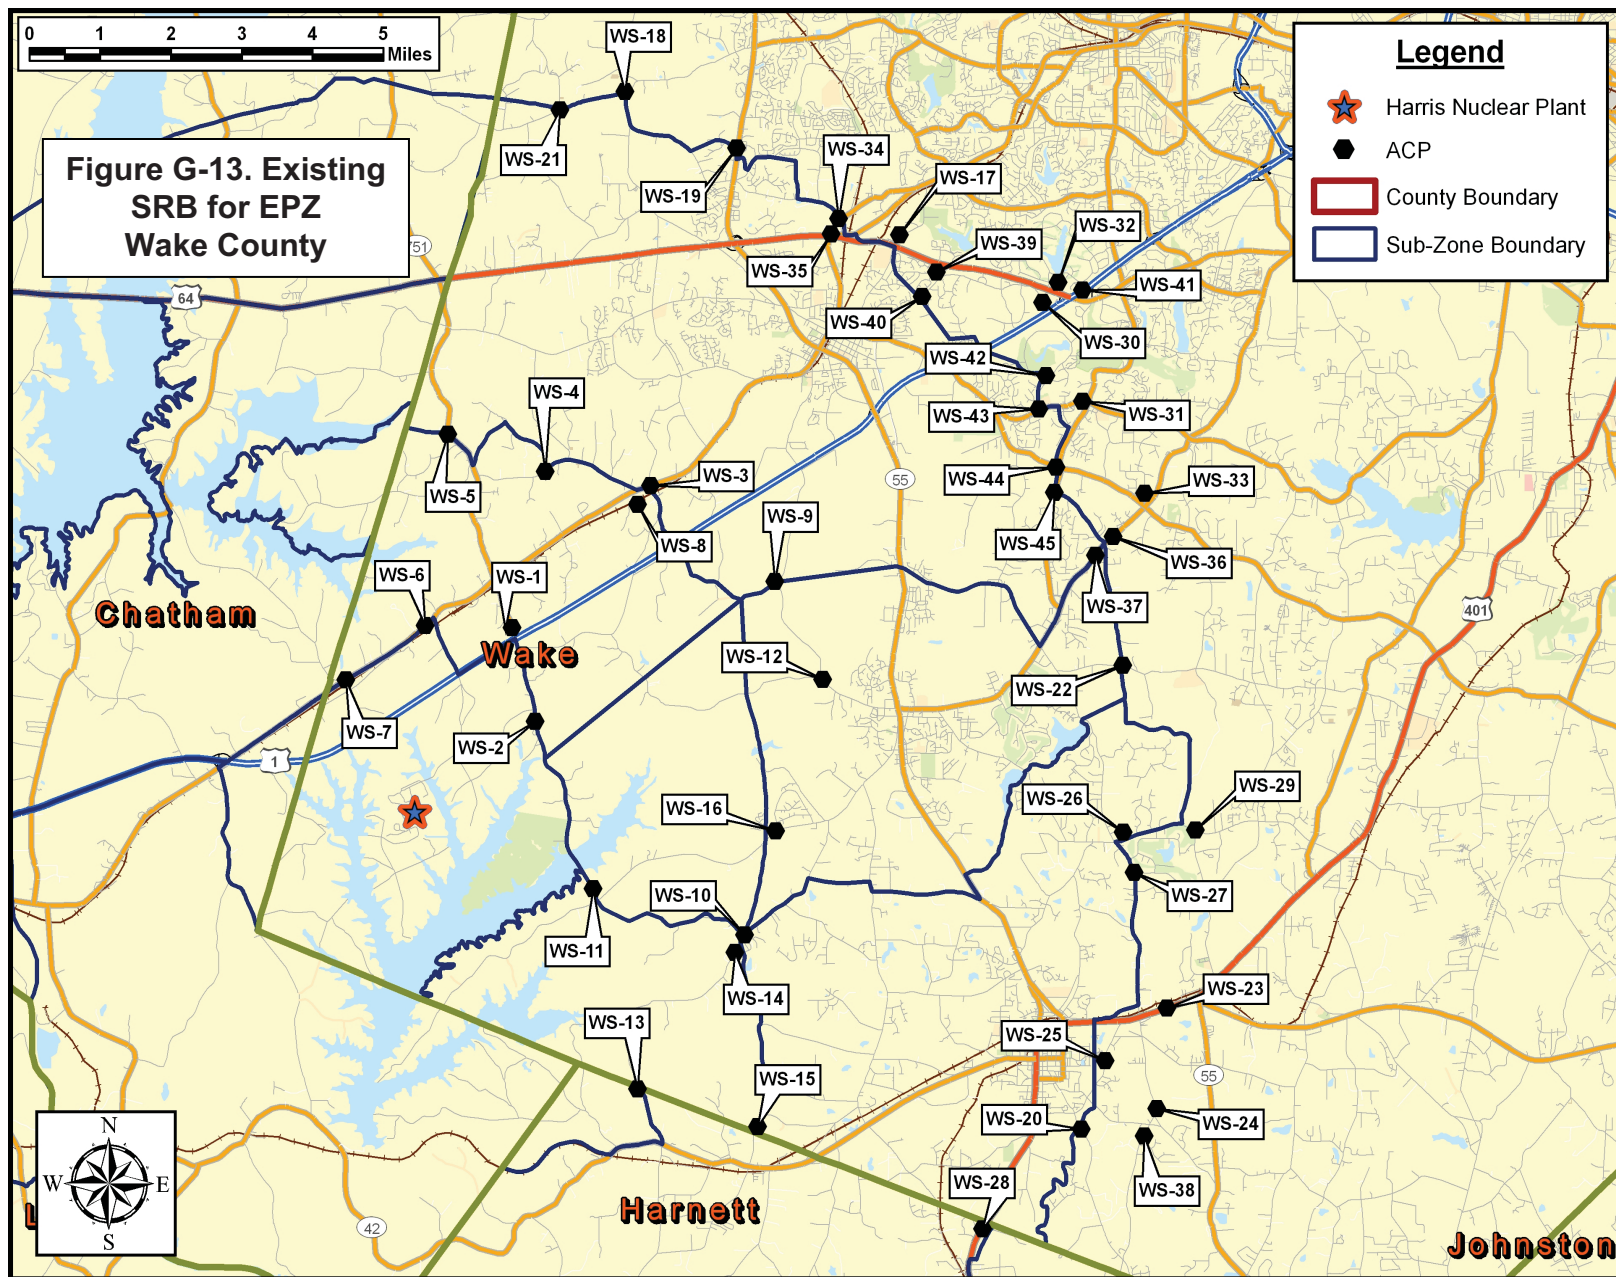 0 1 2 3 4 5
Miles
Figure G-13. Existing
SRB for EPZ
Wake County
Legend
Harris Nuclear Plant
ACP
County Boundary
Sub-Zone Boundary
WS-18
WS-21
WS-34
WS-17
WS-19
WS-32
WS-39
751
WS-35
WS-41
64
WS-40
WS-30
WS-42
WS-4
WS-43
WS-31
WS-3
WS-44
WS-33
55
WS-5
WS-9
WS-8
WS-45
WS-36
WS-6
WS-1
WS-37
401
Chatham
Wake
WS-12
WS-22
WS-7
WS-2
1
WS-16
WS-26
WS-29
WS-10
WS-27
WS-11
WS-14
WS-23
WS-13
WS-25
WS-15
55
WS-20
WS-24
WS-28
WS-38
N
W E
S
L
Harnett
42
Johnston